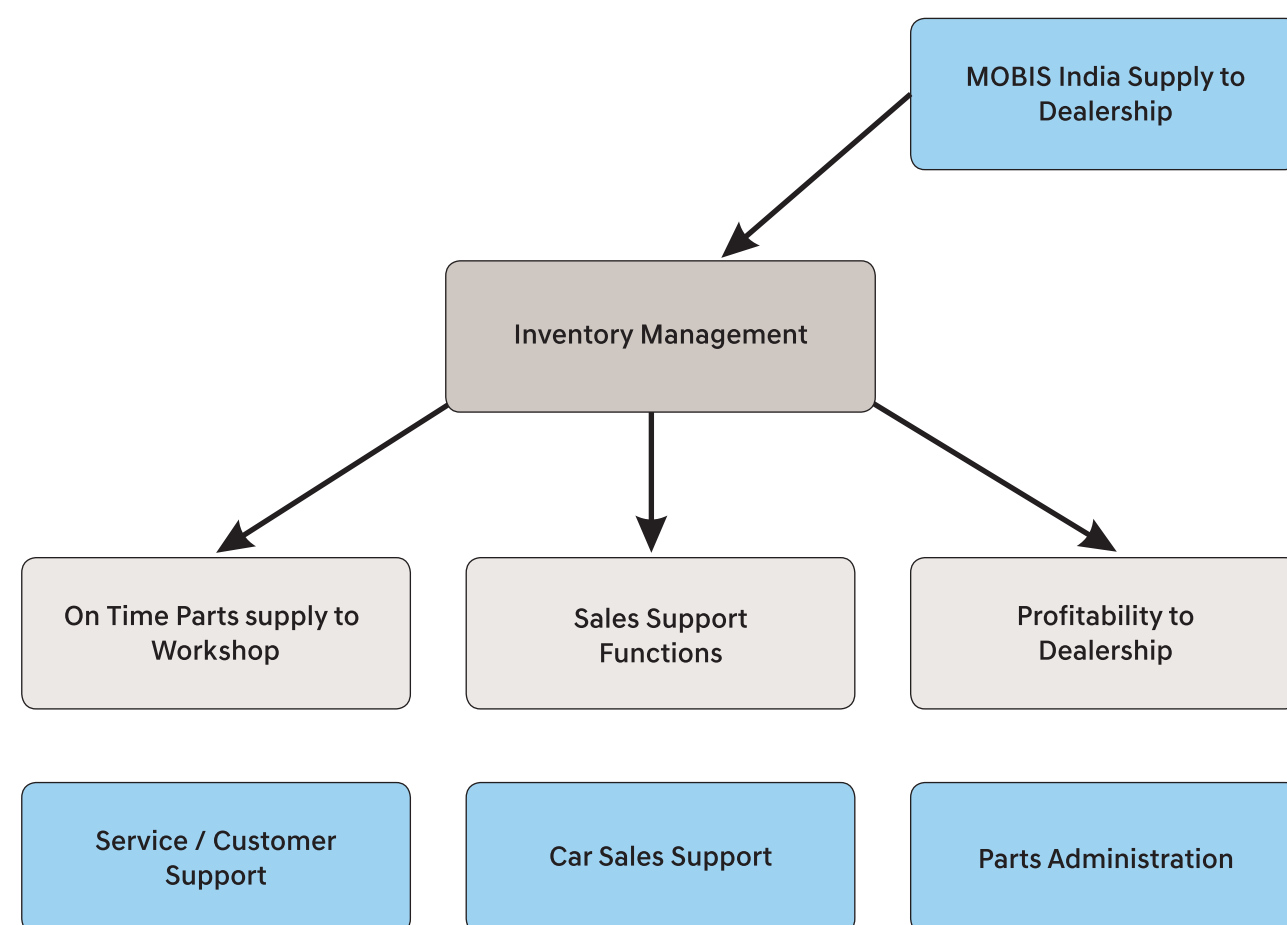 MOBIS India Supply to
Dealership
Inventory Management
On Time Parts supply to
Workshop
Sales Support
Functions
Profitability to
Dealership
Service / Customer
Support
Car Sales Support
Parts Administration